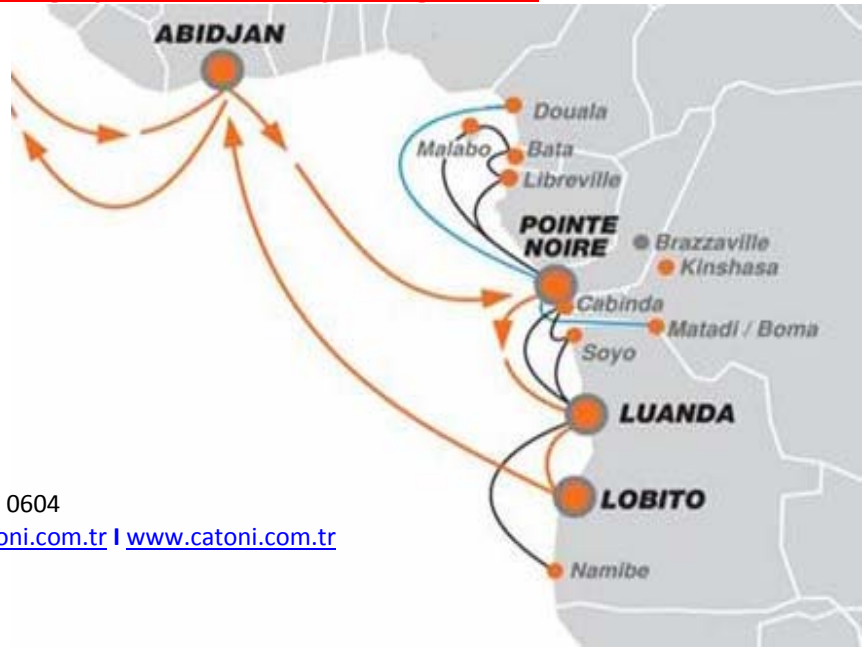 ABIDJAN
Douala
Malabo
Bata
Libreville
POINTE
NOIRE
Brazzaville
Kinshasa
Cabinda
Matadi / Boma
Soyo
LUANDA
0604
LOBITO
oni.com.tr I www.catoni.com.tr
Namibe